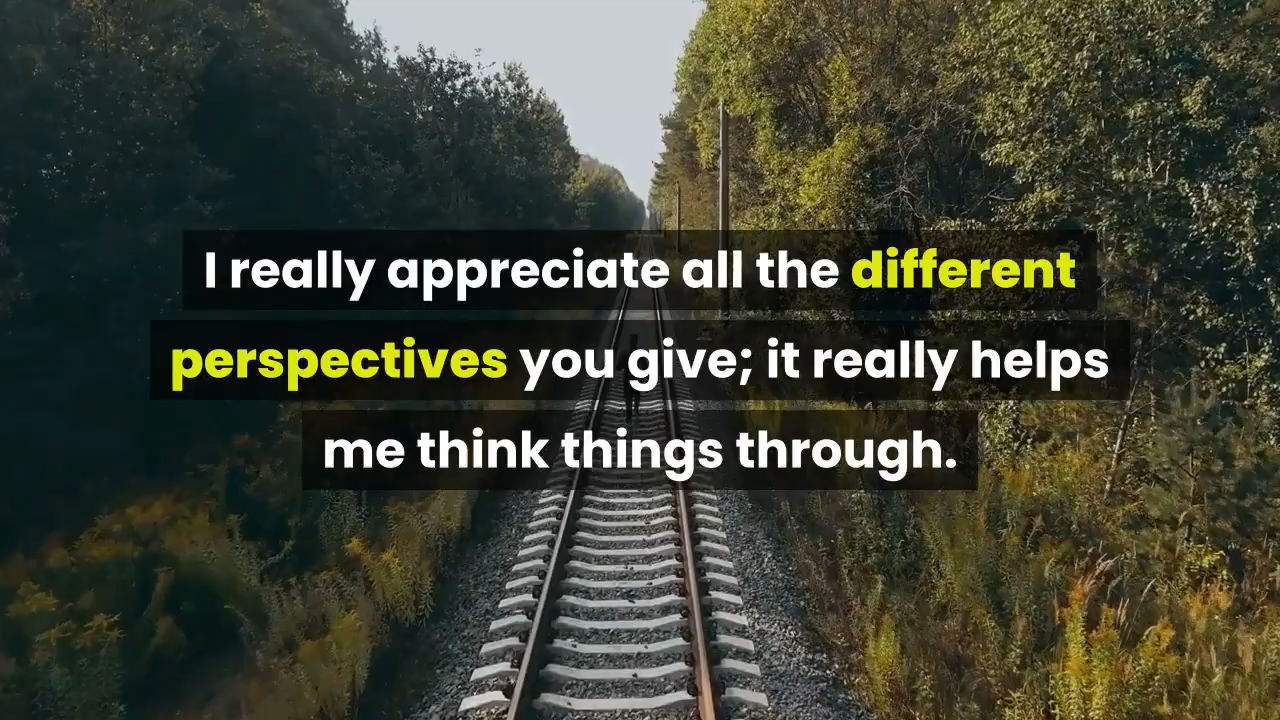 I really appreciate all the different
perspectives you give; it really helps
me think things through.